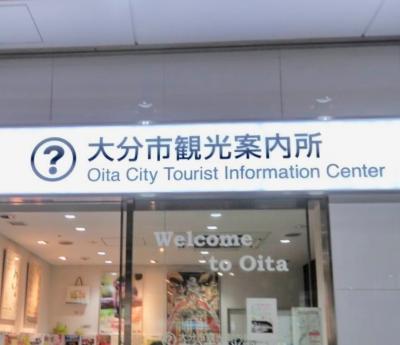 ?
大分市観光案内所
Oita City Tourist Information Center
Welcome
to Oita